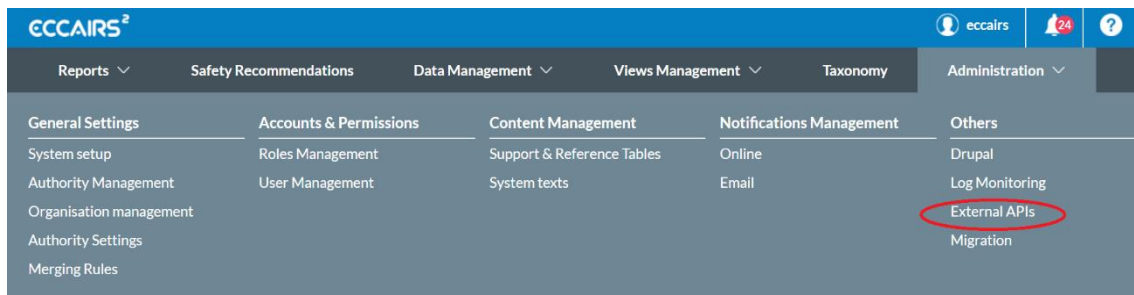 ECCAIRS²
eccairs
24
?
Reports
Safety Recommendations
Data Management
Views Management
Taxonomy
Administration
General Settings
System setup
Authority Management
Organisation management
Authority Settings
Merging Rules
Accounts & Permissions
Roles Management
User Management
Content Management
Support & Reference Tables
System texts
Notifications Management
Online
Email
Others
Drupal
Log Monitoring
External APIs
Migration